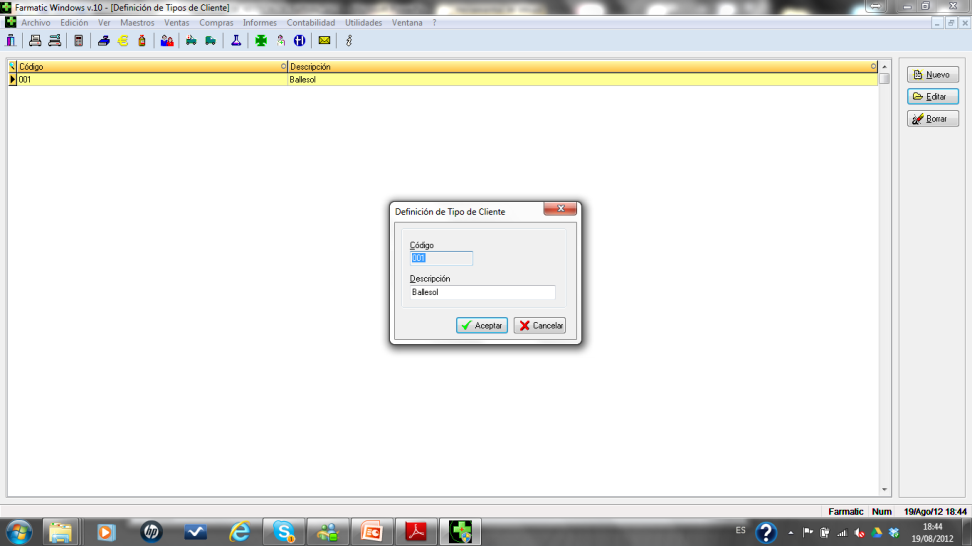 Farmatic Windows v.10 - [Definición de Tipos de Cliente]
Archivo Edición Ver Maestros Ventas Compras Informes Contabilidad Utilidades Ventana ?
Código Descripción
001 Ballesol
Nuevo
Editar
Borrar
Definición de Tipo de Cliente
Código
001
Descripción
Ballesol
Aceptar Cancelar
Farmatic Num 19/Ago/12 18:44
ES ? 18:44
19/08/2012